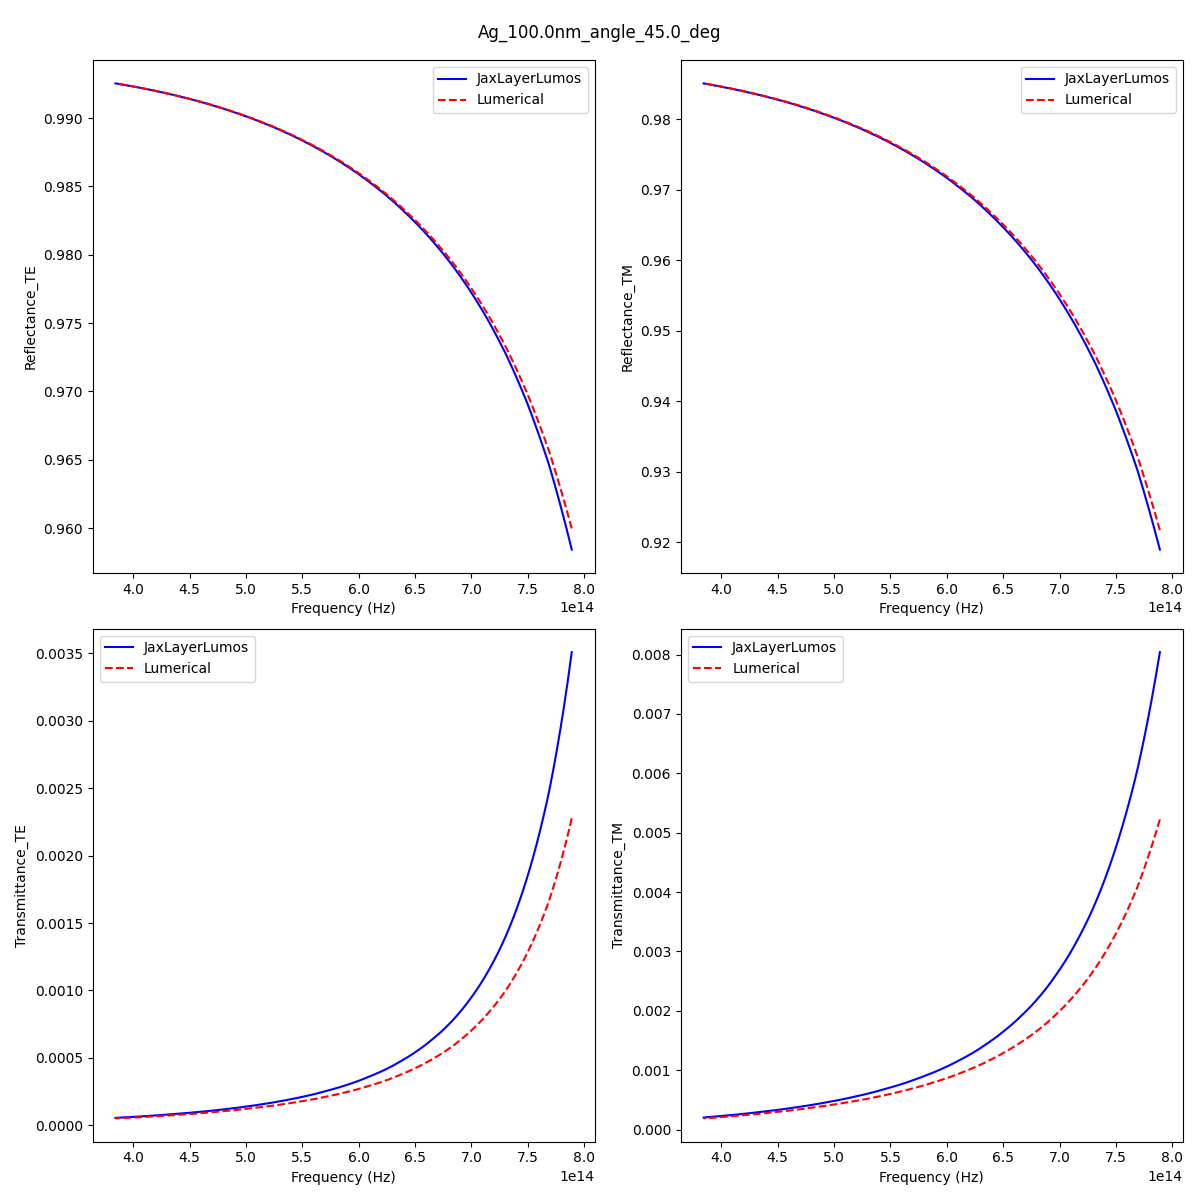 Ag_100.0nm_angle_45.0_deg
JaxLayerLumos
Lumerical
0.990
0.985
0.980
0.975
0.970
0.965
0.960
Reflectance_TE
4.0 4.5 5.0 5.5 6.0 6.5 7.0 7.5 8.0
Frequency (Hz)
1e14
JaxLayerLumos
Lumerical
0.98
0.97
0.96
0.95
0.94
0.93
0.92
Reflectance_TM
4.0 4.5 5.0 5.5 6.0 6.5 7.0 7.5 8.0
Frequency (Hz)
1e14
JaxLayerLumos
Lumerical
0.0035
0.0030
0.0025
0.0020
0.0015
0.0010
0.0005
0.0000
Transmittance_TE
4.0 4.5 5.0 5.5 6.0 6.5 7.0 7.5 8.0
Frequency (Hz)
1e14
JaxLayerLumos
Lumerical
0.008
0.007
0.006
0.005
0.004
0.003
0.002
0.001
0.000
Transmittance_TM
4.0 4.5 5.0 5.5 6.0 6.5 7.0 7.5 8.0
Frequency (Hz)
1e14